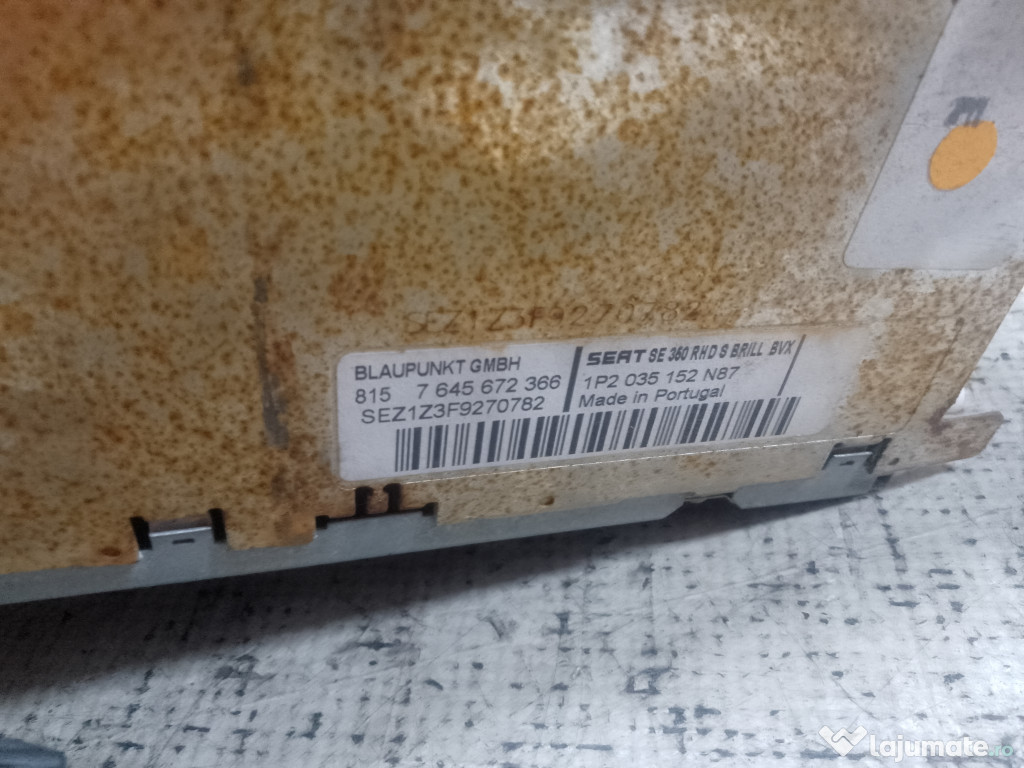 SEZ1Z3F9270782
BLAUPUNKT GMBH
815 7 645 672 366
SEZ1Z3F9270782
SEAT SE 360 RHD S BRILL BVX
1P2 035 152 N87
Made in Portugal
lajumate.ro